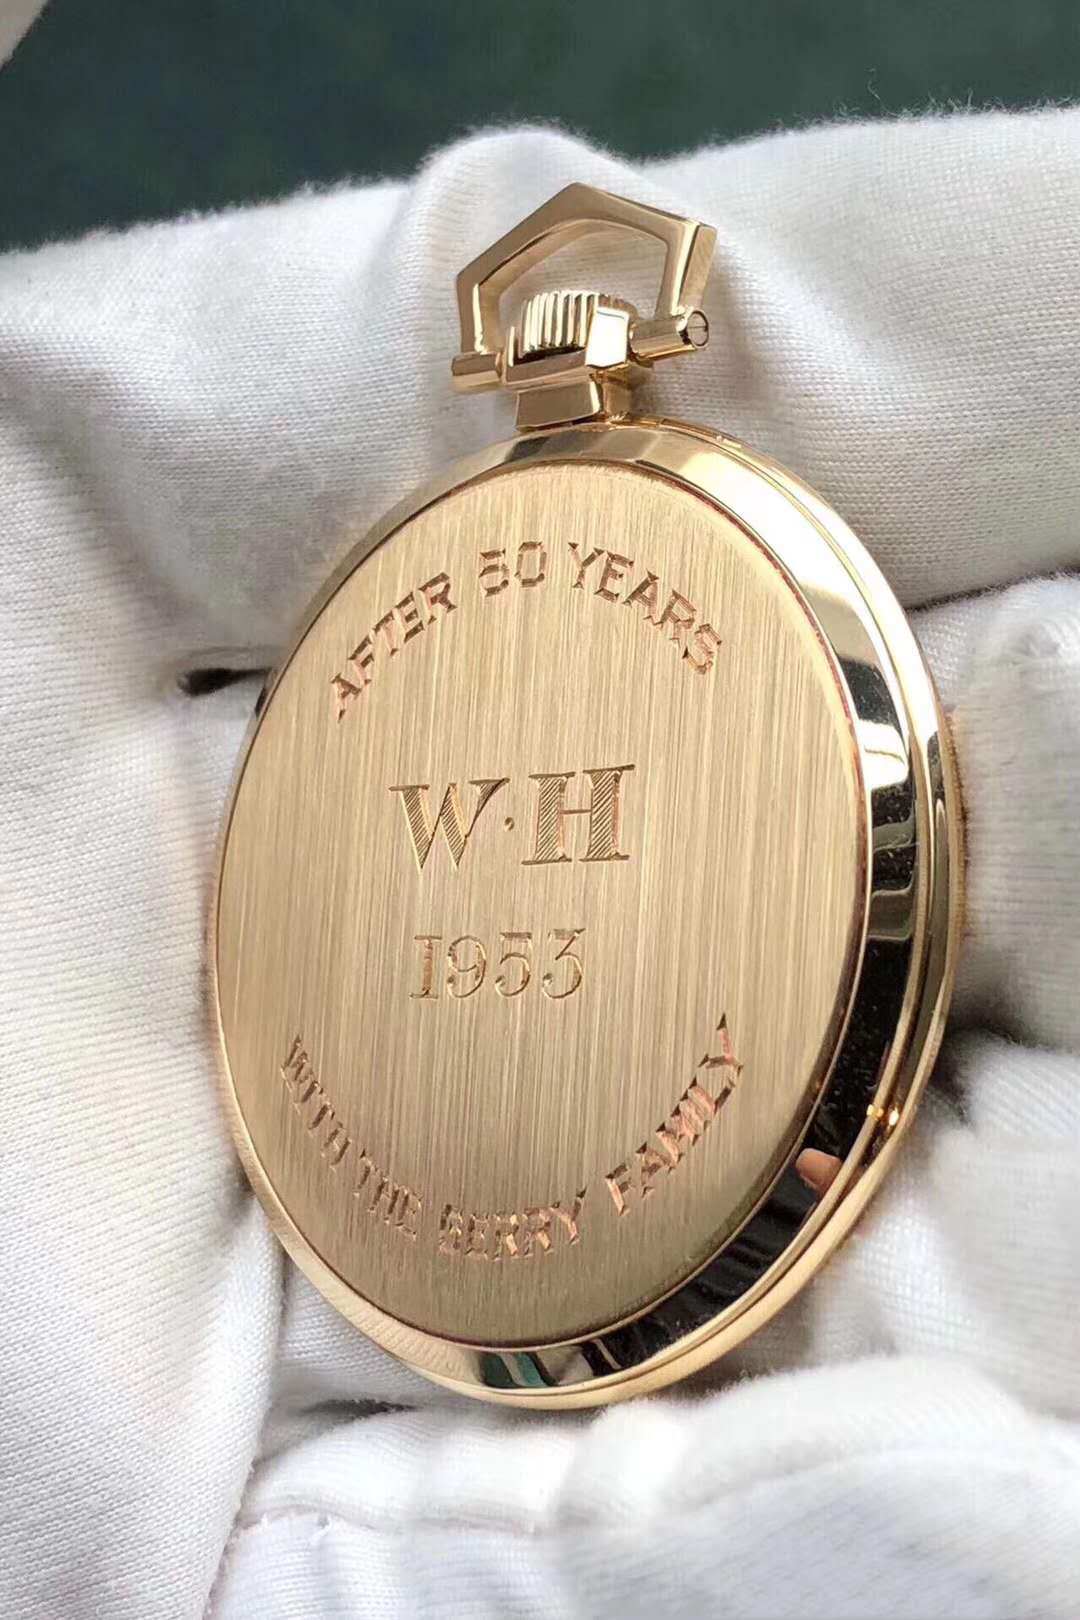 AFTER 50 YEARS
W·H
1953
WITH THE BERRY FAMILY